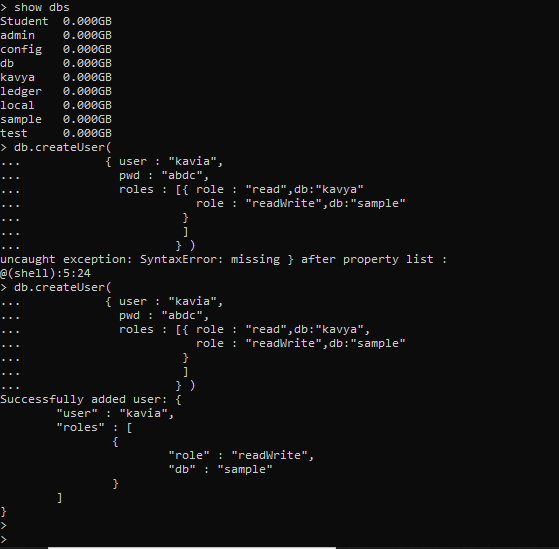 > show dbs
Student  0.000GB
admin    0.000GB
config   0.000GB
db       0.000GB
kavya    0.000GB
ledger   0.000GB
local    0.000GB
sample   0.000GB
test     0.000GB
> db.createUser(
...             { user : "kavia",
...               pwd : "abdc",
...               roles : [{ role : "read",db:"kavya"
...                          role : "readWrite",db:"sample"
...                        }
...                        ]
...                       } )
uncaught exception: SyntaxError: missing } after property list :
@(shell):5:24
> db.createUser(
...             { user : "kavia",
...               pwd : "abdc",
...               roles : [{ role : "read",db:"kavya",
...                          role : "readWrite",db:"sample"
...                        }
...                        ]
...                       } )
Successfully added user: {
        "user" : "kavia",
        "roles" : [
                {
                        "role" : "readWrite",
                        "db" : "sample"
                }
        ]
}
>
>